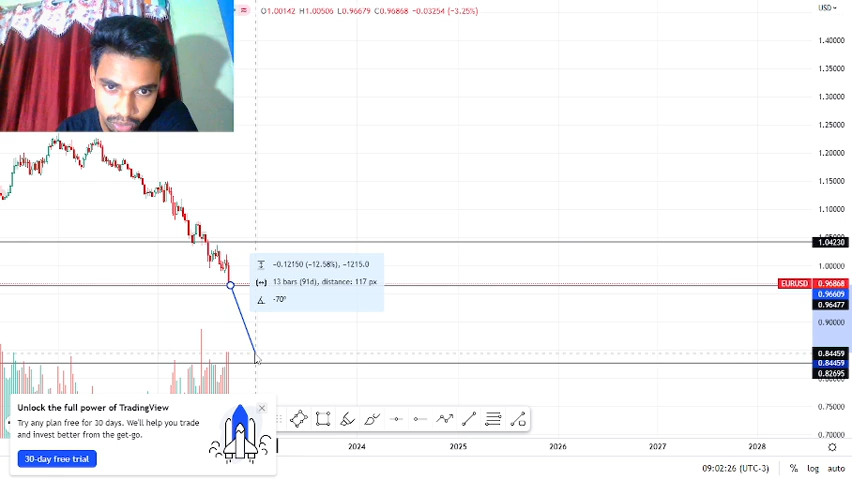 O1.00142 H1.00506 L0.96679 C0.96868 −0.03254 (−3.25%)
USD
1.40000
1.35000
1.30000
1.25000
1.20000
1.15000
1.10000
1.04230
1.00000
EURUSD 0.96868
0.96609
0.96477
0.90000
0.84459
0.84459
0.82695
0.75000
0.70000
−0.12150 (−12.58%), −1215.0
13 bars (91d), distance: 117 px
-70°
Unlock the full power of TradingView
Try any plan free for 30 days. We'll help you trade
and invest better from the get-go.
30-day free trial
2024 2025 2026 2027 2028
09:02:26 (UTC-3) % log auto